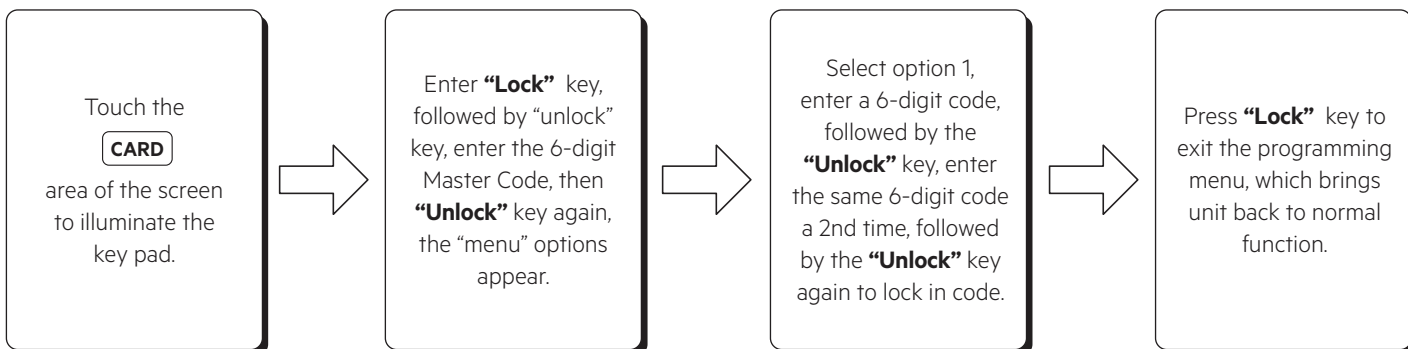 Touch the
CARD
area of the screen
to illuminate the
key pad.
Enter “Lock” key,
followed by “unlock”
key, enter the 6-digit
Master Code, then
“Unlock” key again,
the “menu” options
appear.
Select option 1,
enter a 6-digit code,
followed by the
“Unlock” key, enter
the same 6-digit code
a 2nd time, followed
by the “Unlock” key
again to lock in code.
Press “Lock” key to
exit the programming
menu, which brings
unit back to normal
function.